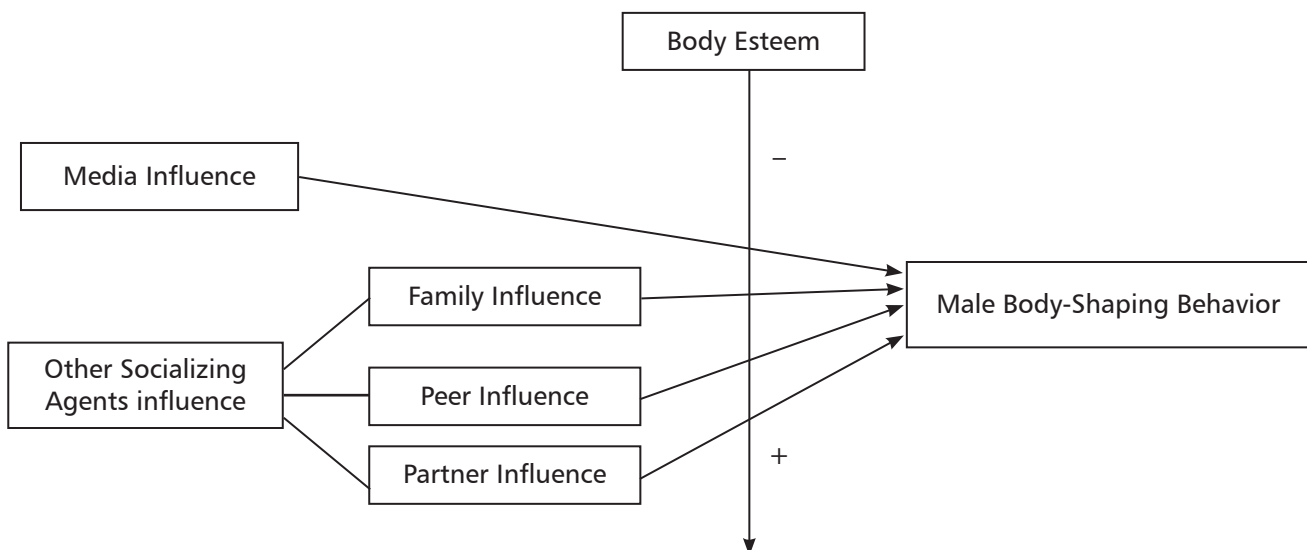 Body Esteem
–
Media Influence
Family Influence
Male Body-Shaping Behavior
Other Socializing
Agents influence
Peer Influence
Partner Influence
+